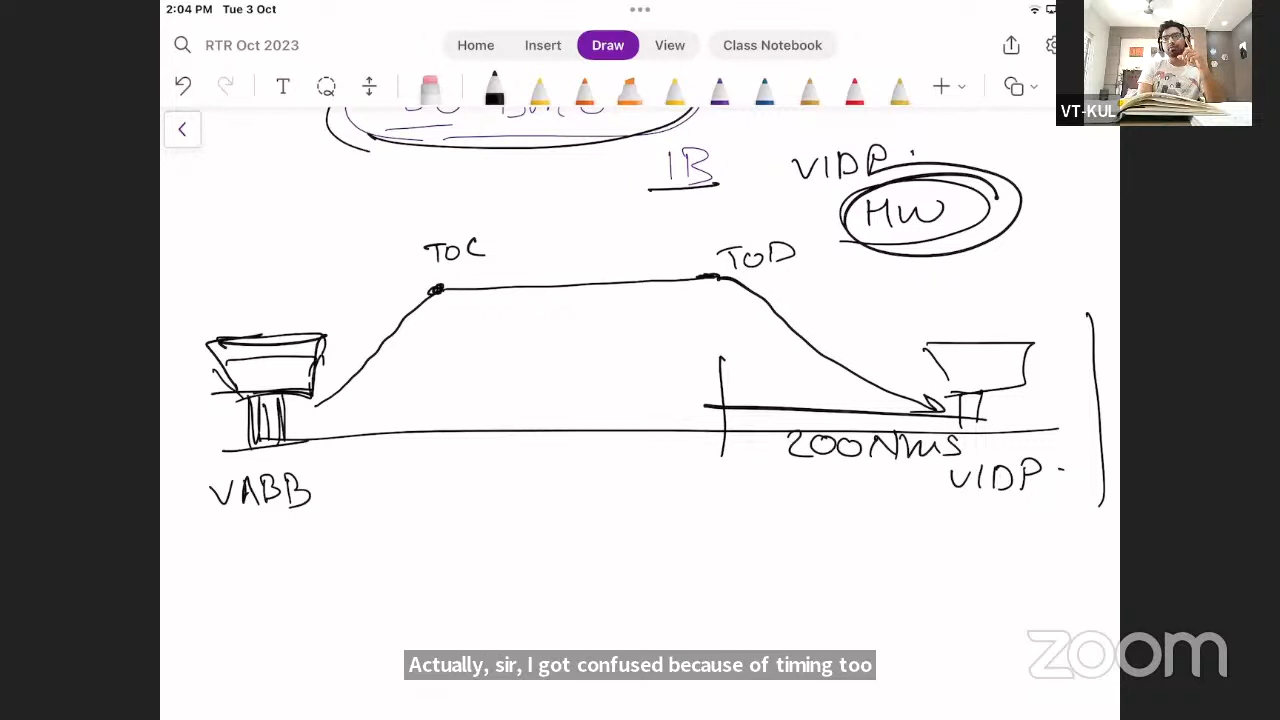 2:04 PM Tue 3 Oct
RTR Oct 2023
Home Insert Draw View Class Notebook
T
VT-KUL
1B
VIDP.
HW
TOC
TOD
200Nms
VABB
VIDP.
Actually, sir, I got confused because of timing too
zoom